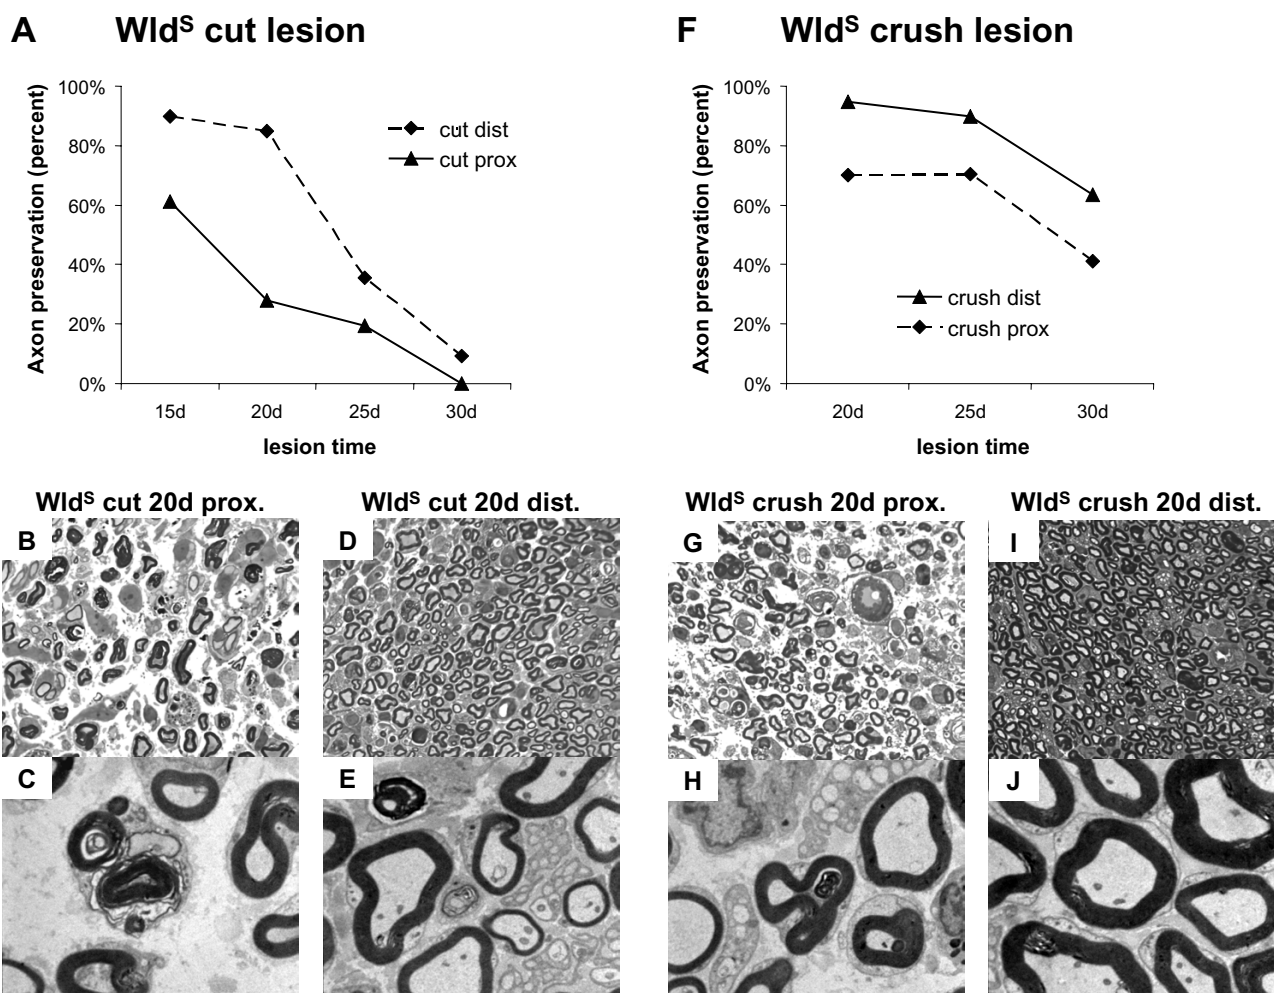 A WldS cut lesion
Axon preservation (percent)
100%
80%
60%
40%
20%
0%
15d 20d 25d 30d
lesion time
cut dist
cut prox
F WldS crush lesion
Axon preservation (percent)
100%
80%
60%
40%
20%
0%
20d 25d 30d
lesion time
crush dist
crush prox
WldS cut 20d prox.
B
C
WldS cut 20d dist.
D
E
WldS crush 20d prox.
G
H
WldS crush 20d dist.
I
J